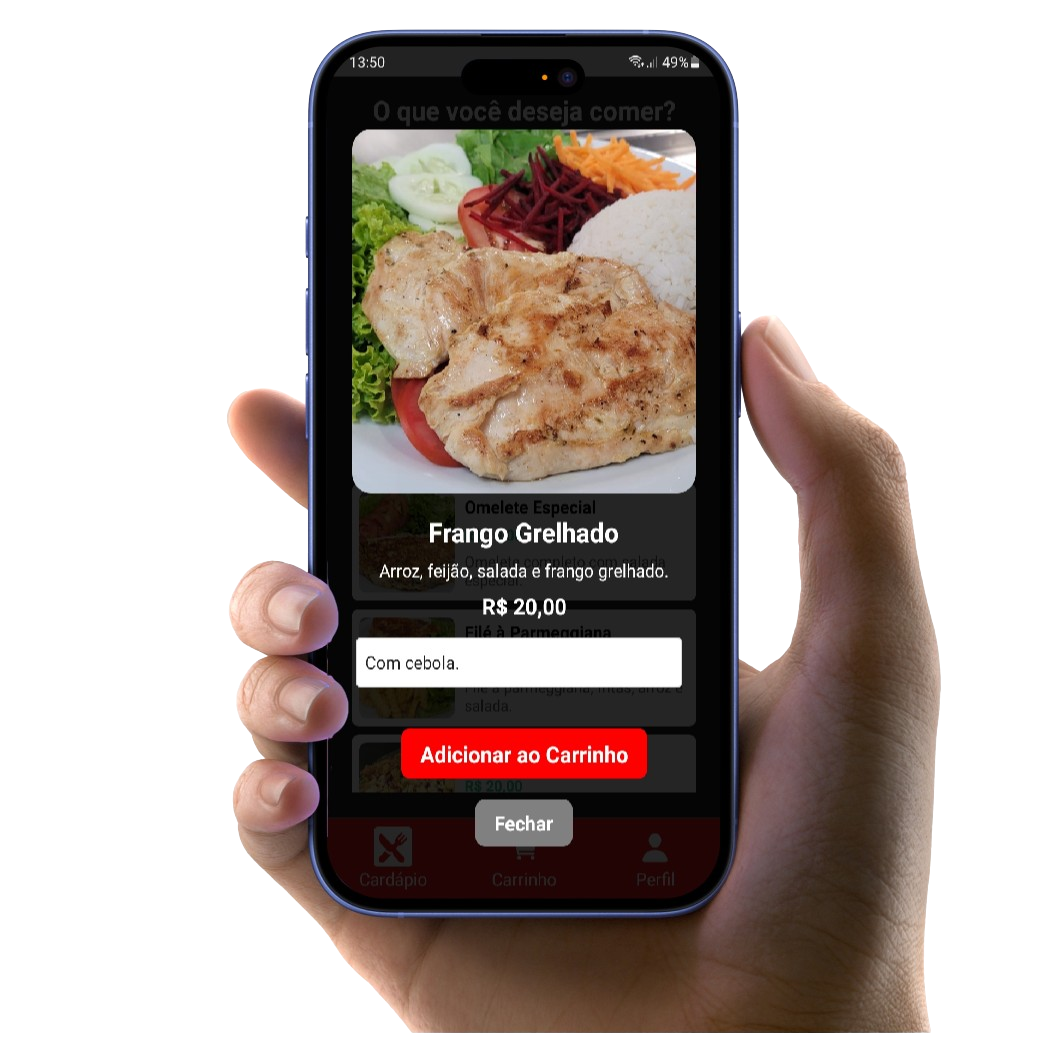 13:50
49%
O que você deseja comer?
Omelete Especial
Frango Grelhado
Omelete completo com salada
Arroz, feijão, salada e frango grelhado.
especial.
R$ 20,00
Filé à Parmeggiana
Com cebola.
Filé à parmeggiana, fritas, arroz e
salada.
Adicionar ao Carrinho
R$ 20,00
Fechar
Cardápio
Carrinho
Perfil